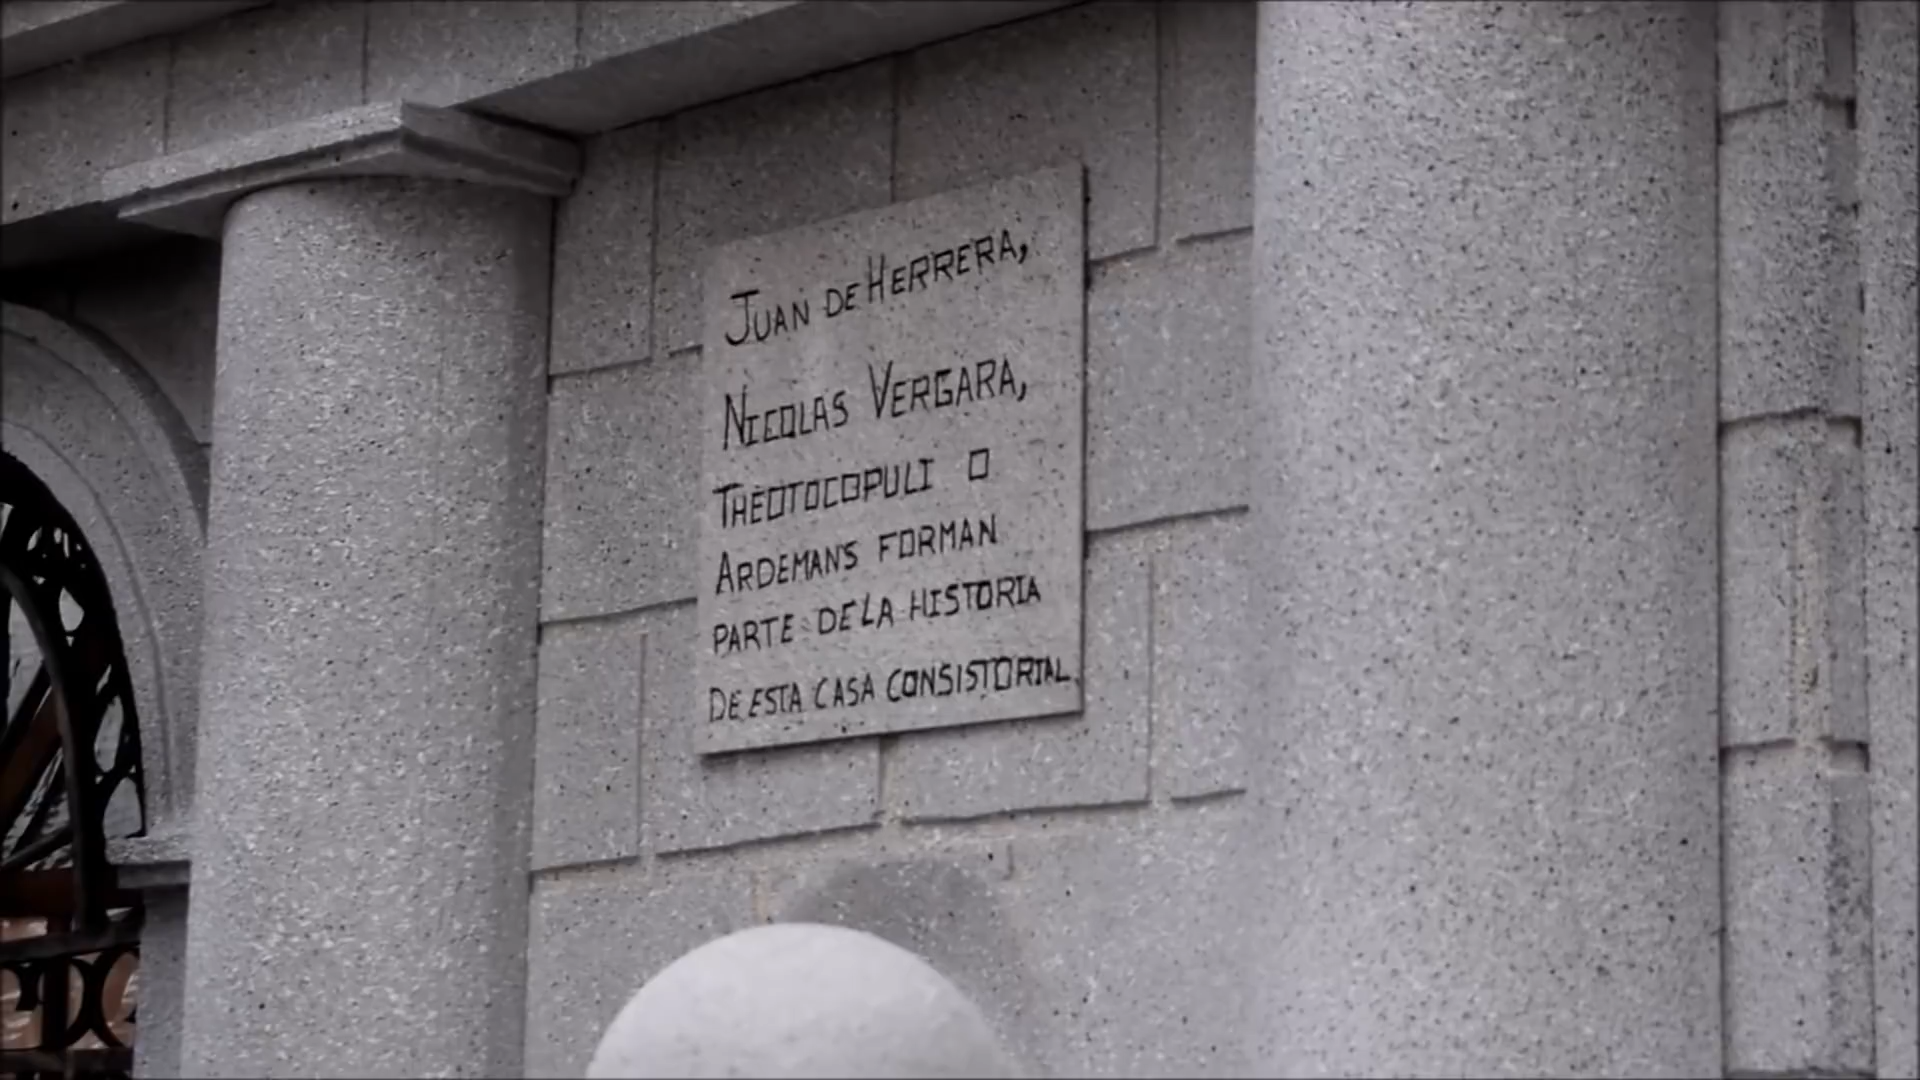 JUAN DE HERRERA,
NICOLAS VERGARA,
THEOTOCOPULI O
ARDEMANS FORMAN
PARTE DE LA HISTORIA
DE ESTA CASA CONSISTORIAL.